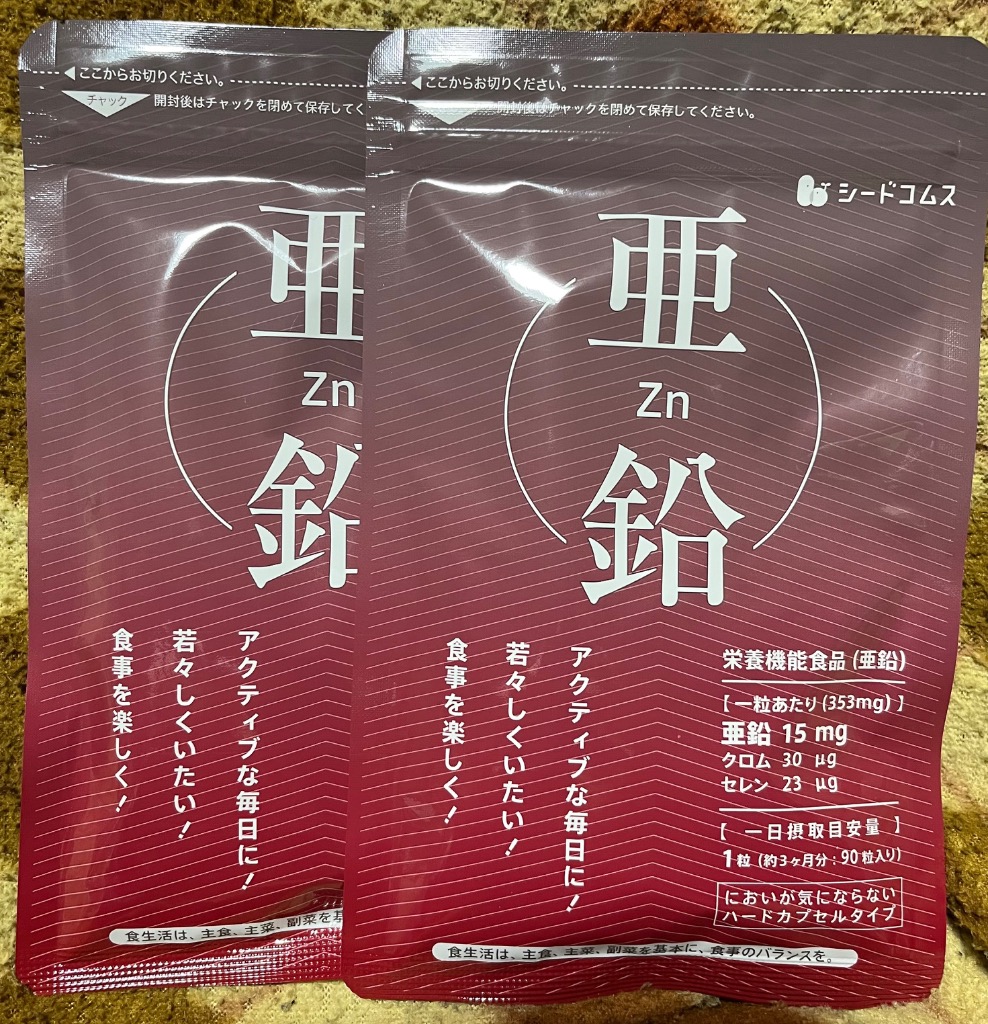 ここからお切りください。
チャック
開封後はチャックを閉めて保存してく
亜
Zn
鉛
アクティブな毎日に!
若々しくいたい!
食事を楽しく!
食生活は、主食、主菜、副菜を基
ここからお切りください。
開封後はチャックを閉めて保存してください。
シードコムス
亜
Zn
鉛
アクティブな毎日に!
若々しくいたい!
食事を楽しく!
栄養機能食品(亜鉛)
【一粒あたり(353mg)】
亜鉛 15 mg
クロム 30 μg
セレン 23 μg
【 一日摂取目安量 】
1粒 (約3ヶ月分:90粒入り)
においが気にならない
ハードカプセルタイプ
食生活は、主食、主菜、副菜を基本に、食事のバランスを。